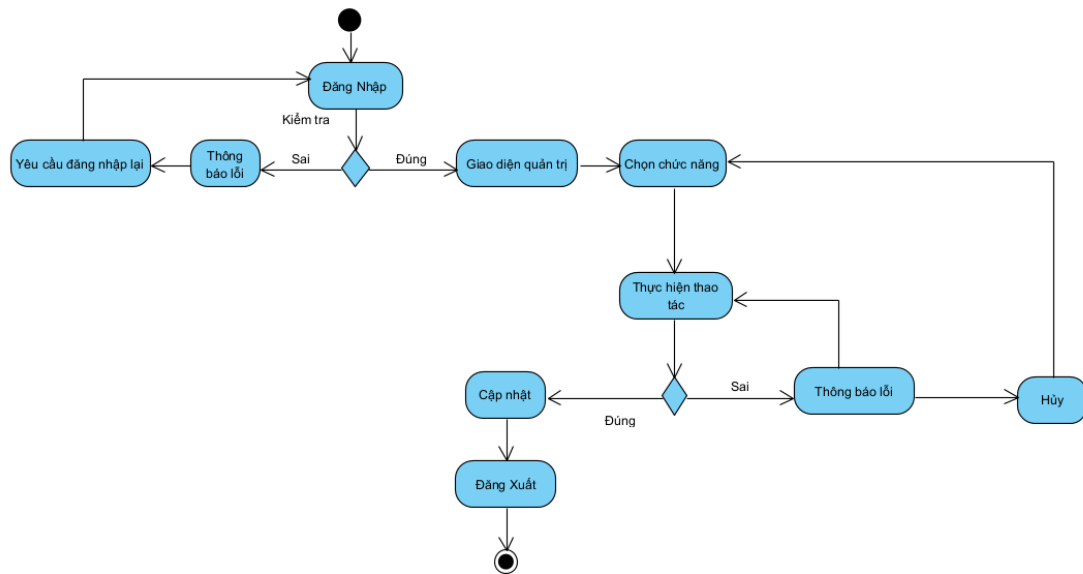 Đăng Nhập
Kiểm tra
Yêu cầu đăng nhập lại
Thông
báo lỗi
Sai
Đúng
Giao diện quản trị
Chọn chức năng
Thực hiện thao
tác
Cập nhật
Đúng
Sai
Thông báo lỗi
Hủy
Đăng Xuất